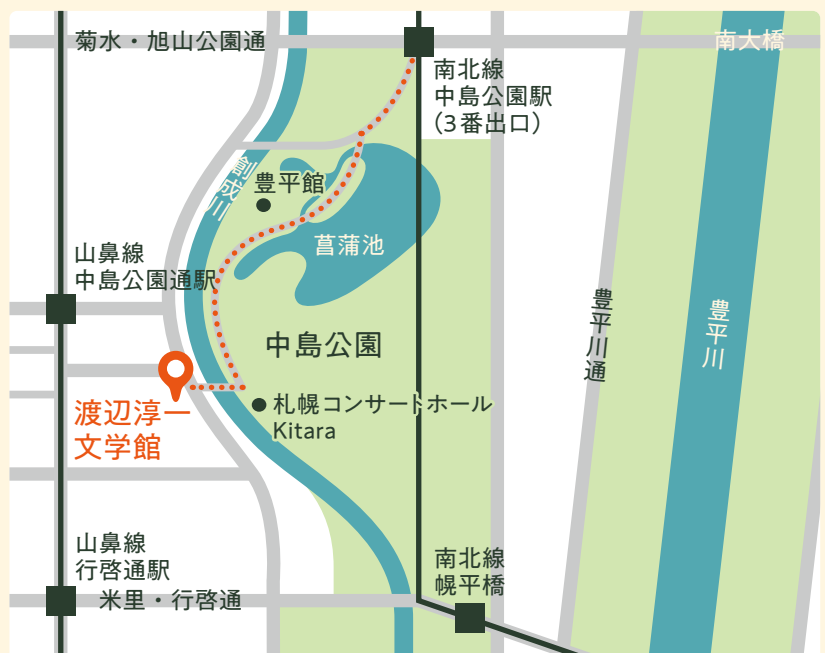 菊水・旭山公園通
南大橋
南北線
中島公園駅
(3番出口)
創成川
豊平館
菖蒲池
山鼻線
中島公園通駅
豊平川通
豊平川
中島公園
渡辺淳一
文学館
札幌コンサートホール
Kitara
山鼻線
行啓通駅
米里・行啓通
南北線
幌平橋